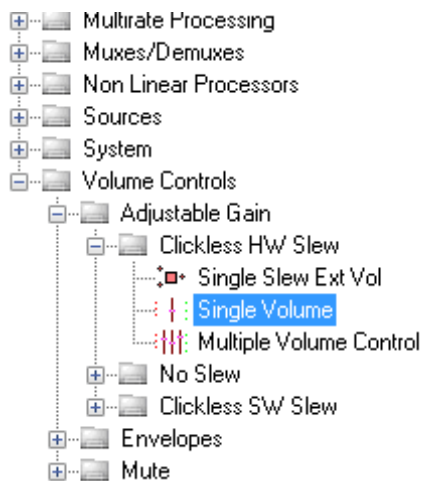 Multirate Processing
Muxes/Demuxes
Non Linear Processors
Sources
System
Volume Controls
Adjustable Gain
Clickless HW Slew
Single Slew Ext Vol
Single Volume
Multiple Volume Control
No Slew
Clickless SW Slew
Envelopes
Mute